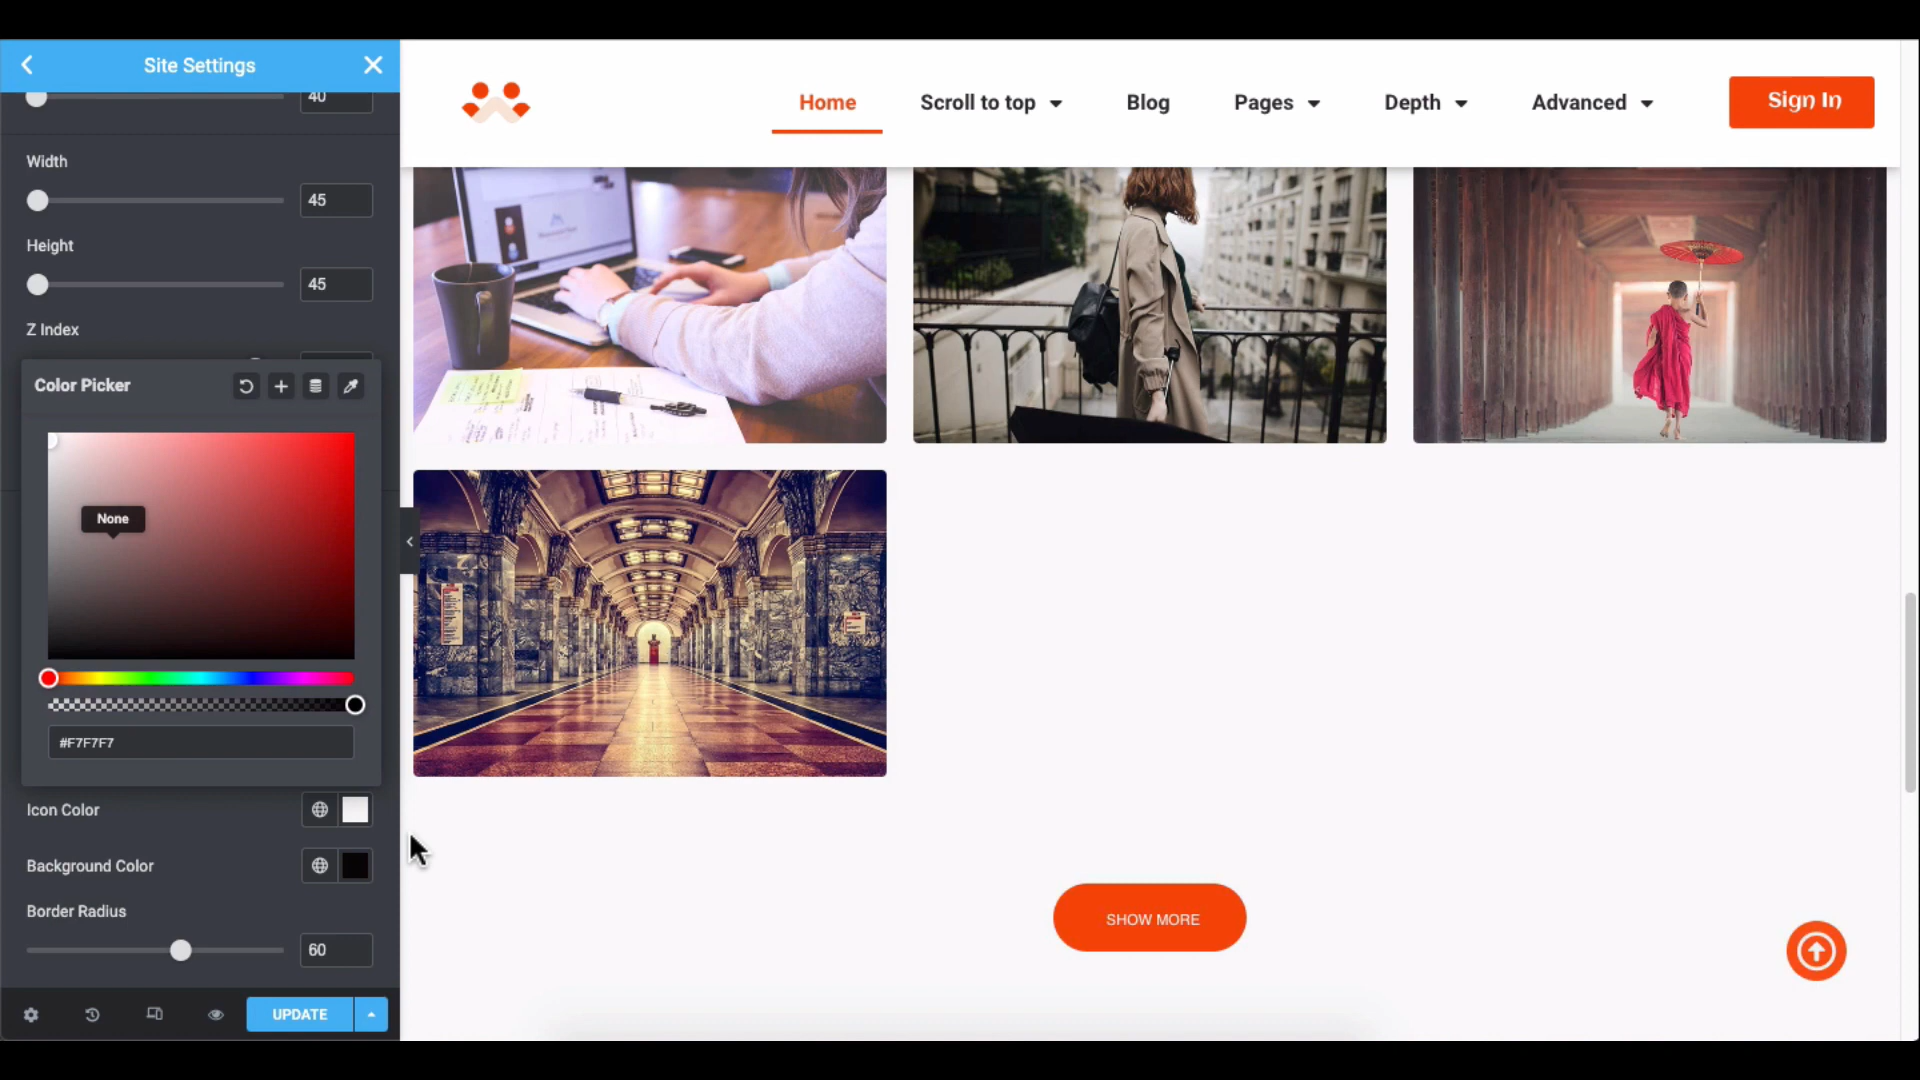 Site Settings
40
Width
45
Height
45
Z Index
Color Picker
None
#F7F7F7
Icon Color
Background Color
Border Radius
60
UPDATE
Home
Scroll to top
Blog
Pages
Depth
Advanced
Sign In
SHOW MORE